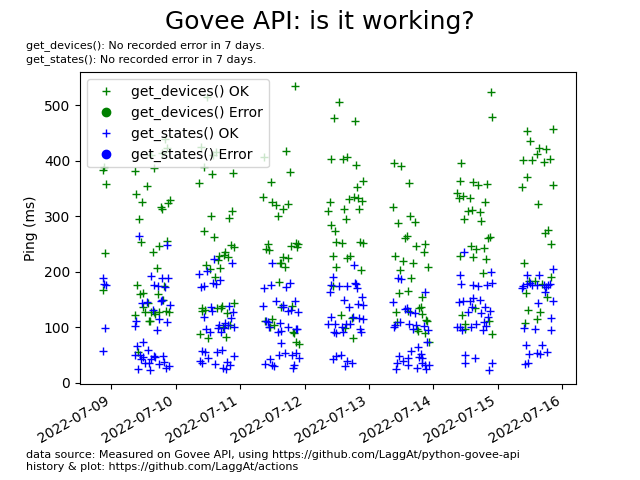 Govee API: is it working?
get_devices(): No recorded error in 7 days.
get_states(): No recorded error in 7 days.
get_devices() OK
get_devices() Error
get_states() OK
get_states() Error
Ping (ms)
500
400
300
200
100
0
2022-07-09
2022-07-10
2022-07-11
2022-07-12
2022-07-13
2022-07-14
2022-07-15
2022-07-16
data source: Measured on Govee API, using https://github.com/LaggAt/python-govee-api
history & plot: https://github.com/LaggAt/actions